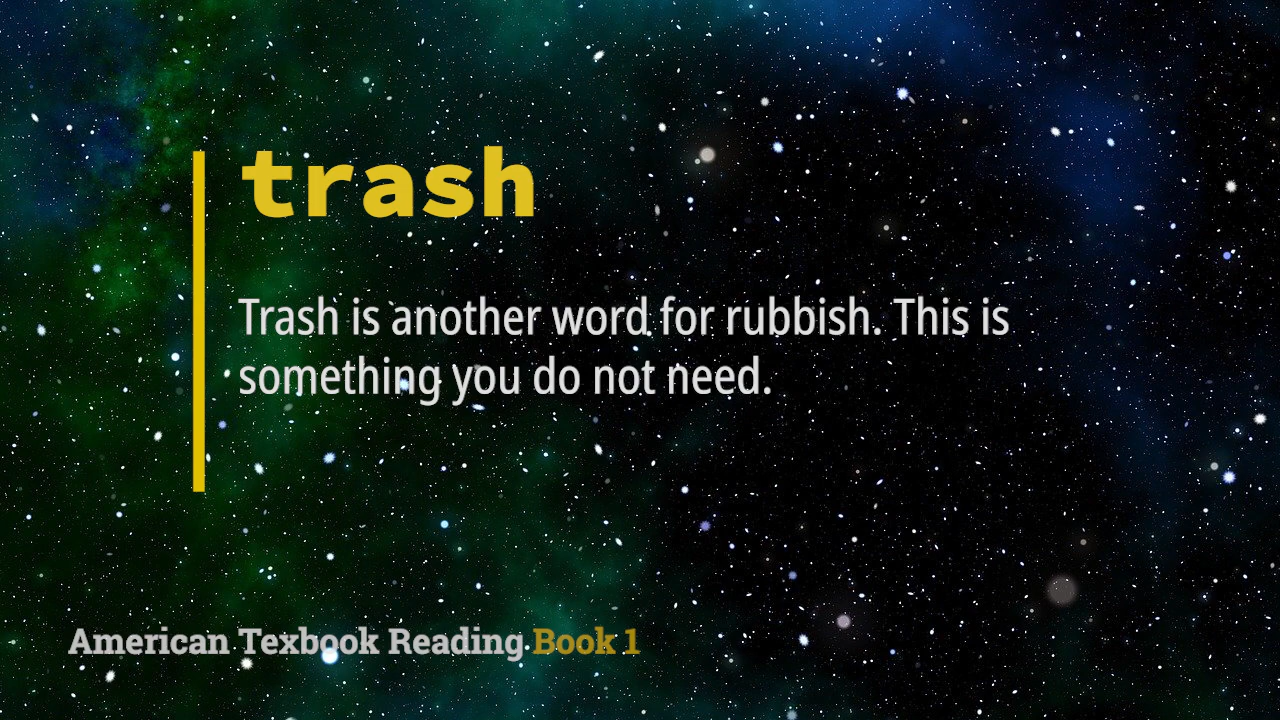 trash
Trash is another word for rubbish. This is
something you do not need.
American Texbook Reading Book 1